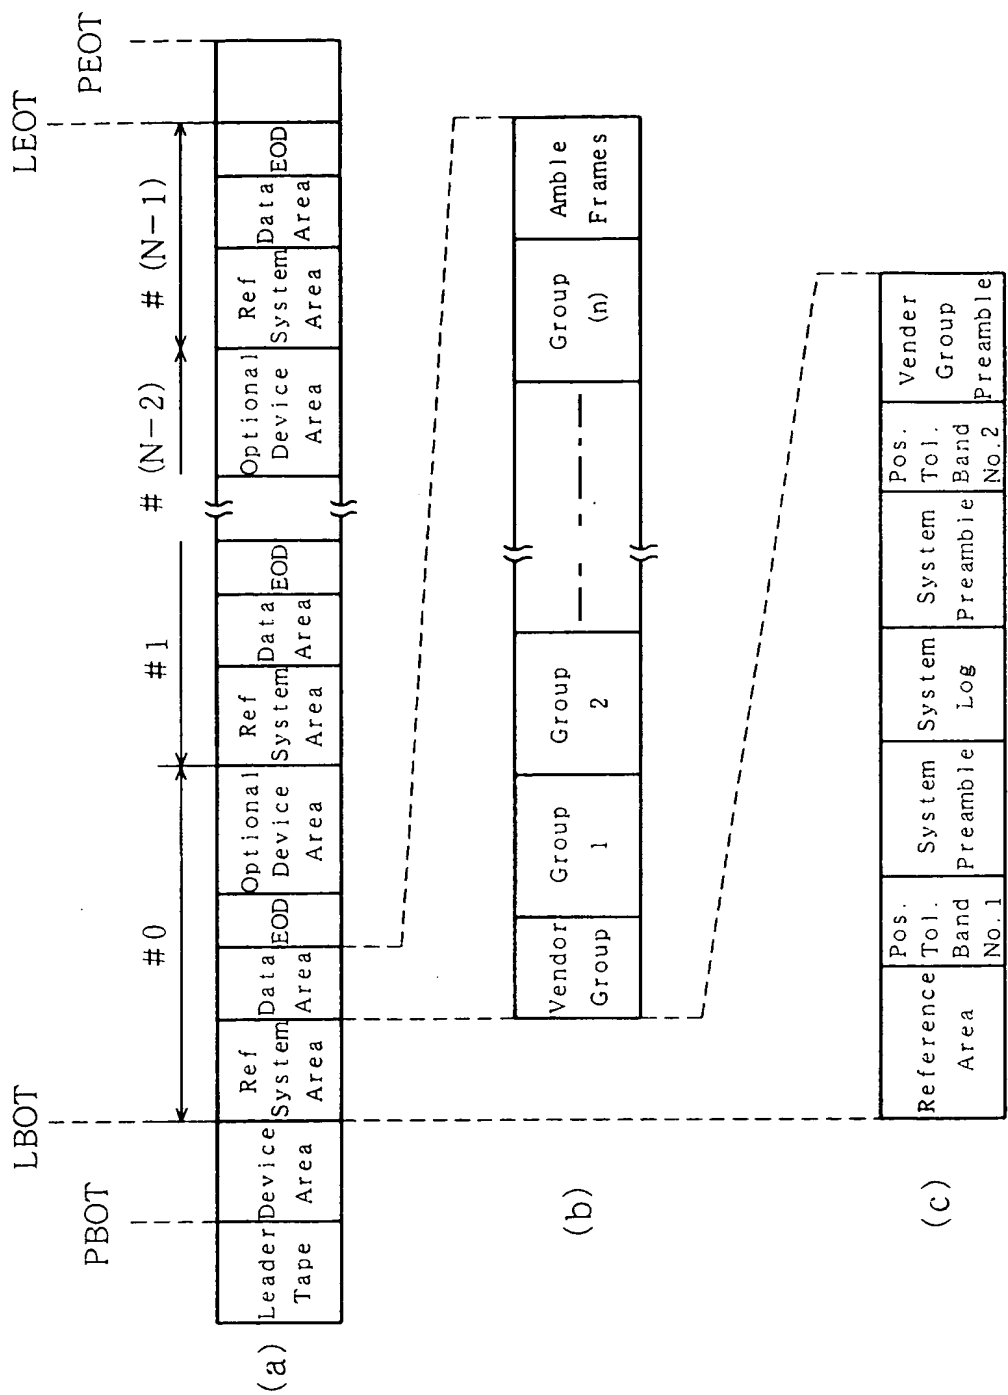 LEOT
PEOT
LBOT
PBOT
#0
#1
# (N-2)
# (N-1)
(a)
Leader
Tape
Device
Area
Ref
System
Area
Data
Area
EOD
Optional
Device
Area
Ref
System
Area
Data
Area
EOD
Optional
Device
Area
Ref
System
Area
Data
Area
EOD
(b)
Vendor
Group
Group
1
Group
2
Group
(n)
Amble
Frames
(c)
Reference
Area
Pos.
Tol.
Band
No.1
System
Preamble
System
Log
System
Preamble
Pos.
Tol.
Band
No.2
Vender
Group
Preamble